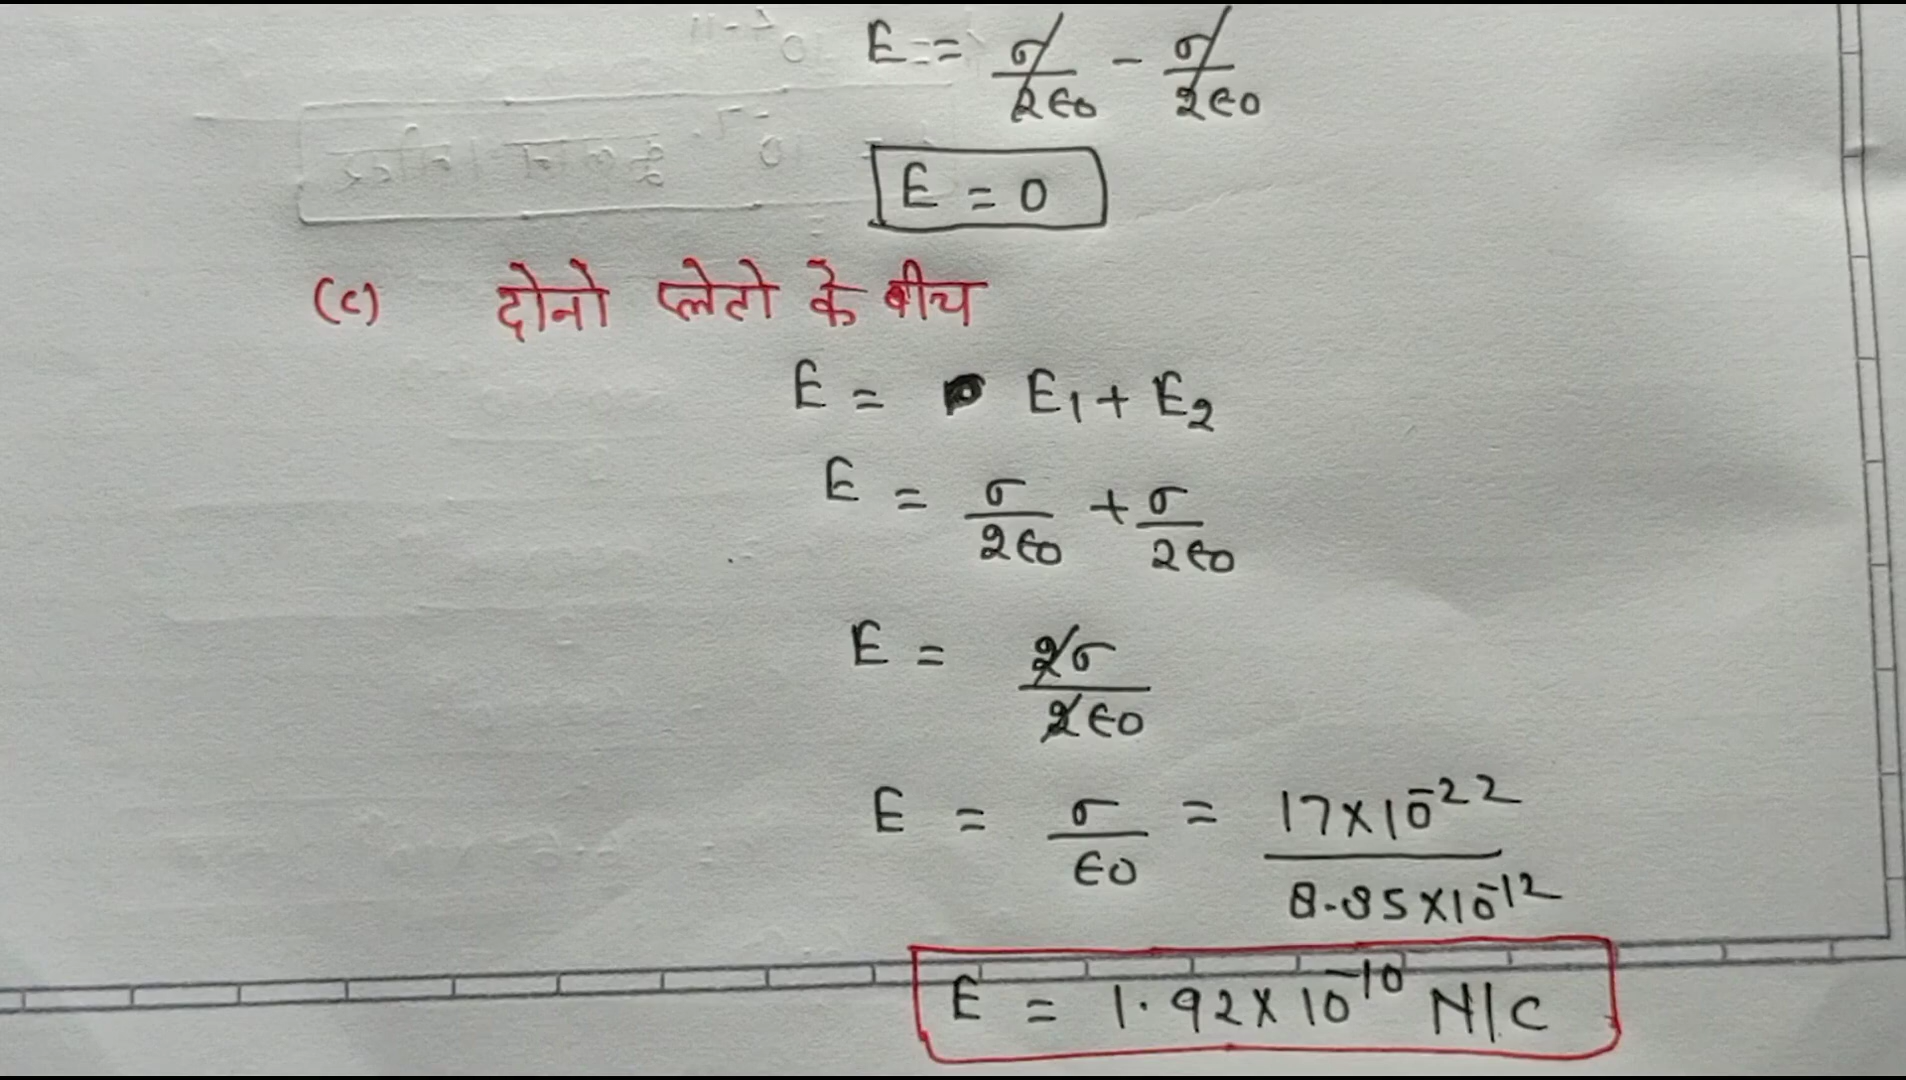 E = σ/2ϵ0 - σ/2ϵ0
E = 0
(c) दोनो प्लेटो के बीच
E = E₁ + E₂
E = σ/2ϵ0 + σ/2ϵ0
E = 2σ/2ϵ0
E = σ/ϵ0 = 17×10⁻²²/8.85×10⁻¹²
E = 1.92×10⁻¹⁰ N/C